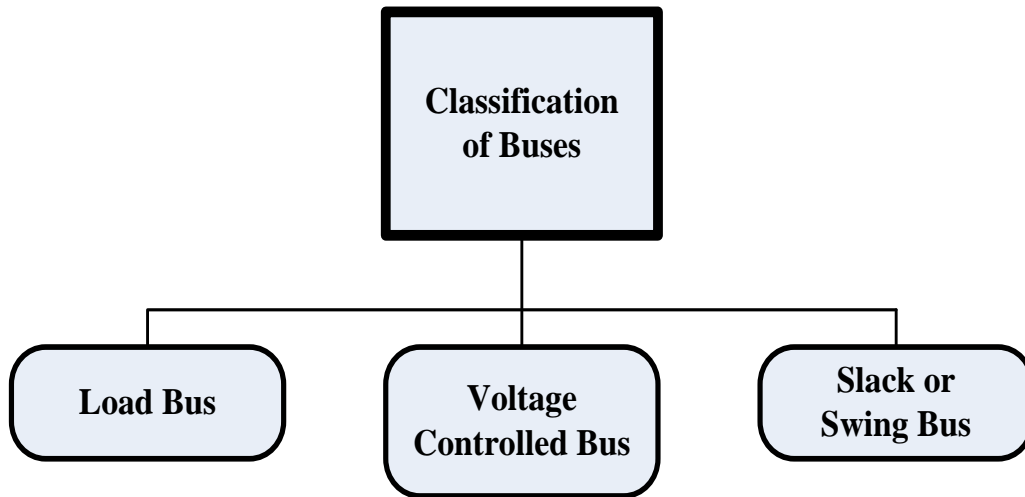 Classification
of Buses
Load Bus
Voltage
Controlled Bus
Slack or
Swing Bus